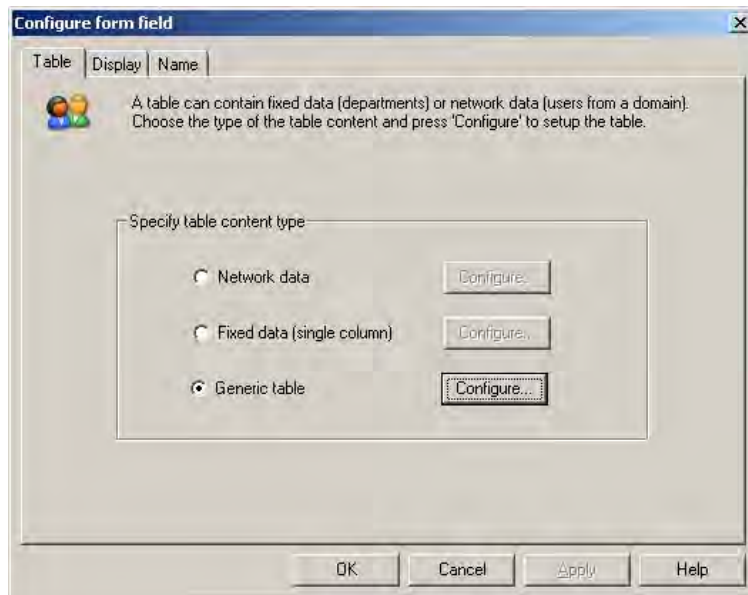 Configure form field
Table Display Name
A table can contain fixed data (departments) or network data (users from a domain).
Choose the type of the table content and press 'Configure' to setup the table.
Specify table content type
Network data Configure...
Fixed data (single column) Configure...
Generic table Configure...
OK Cancel Apply Help